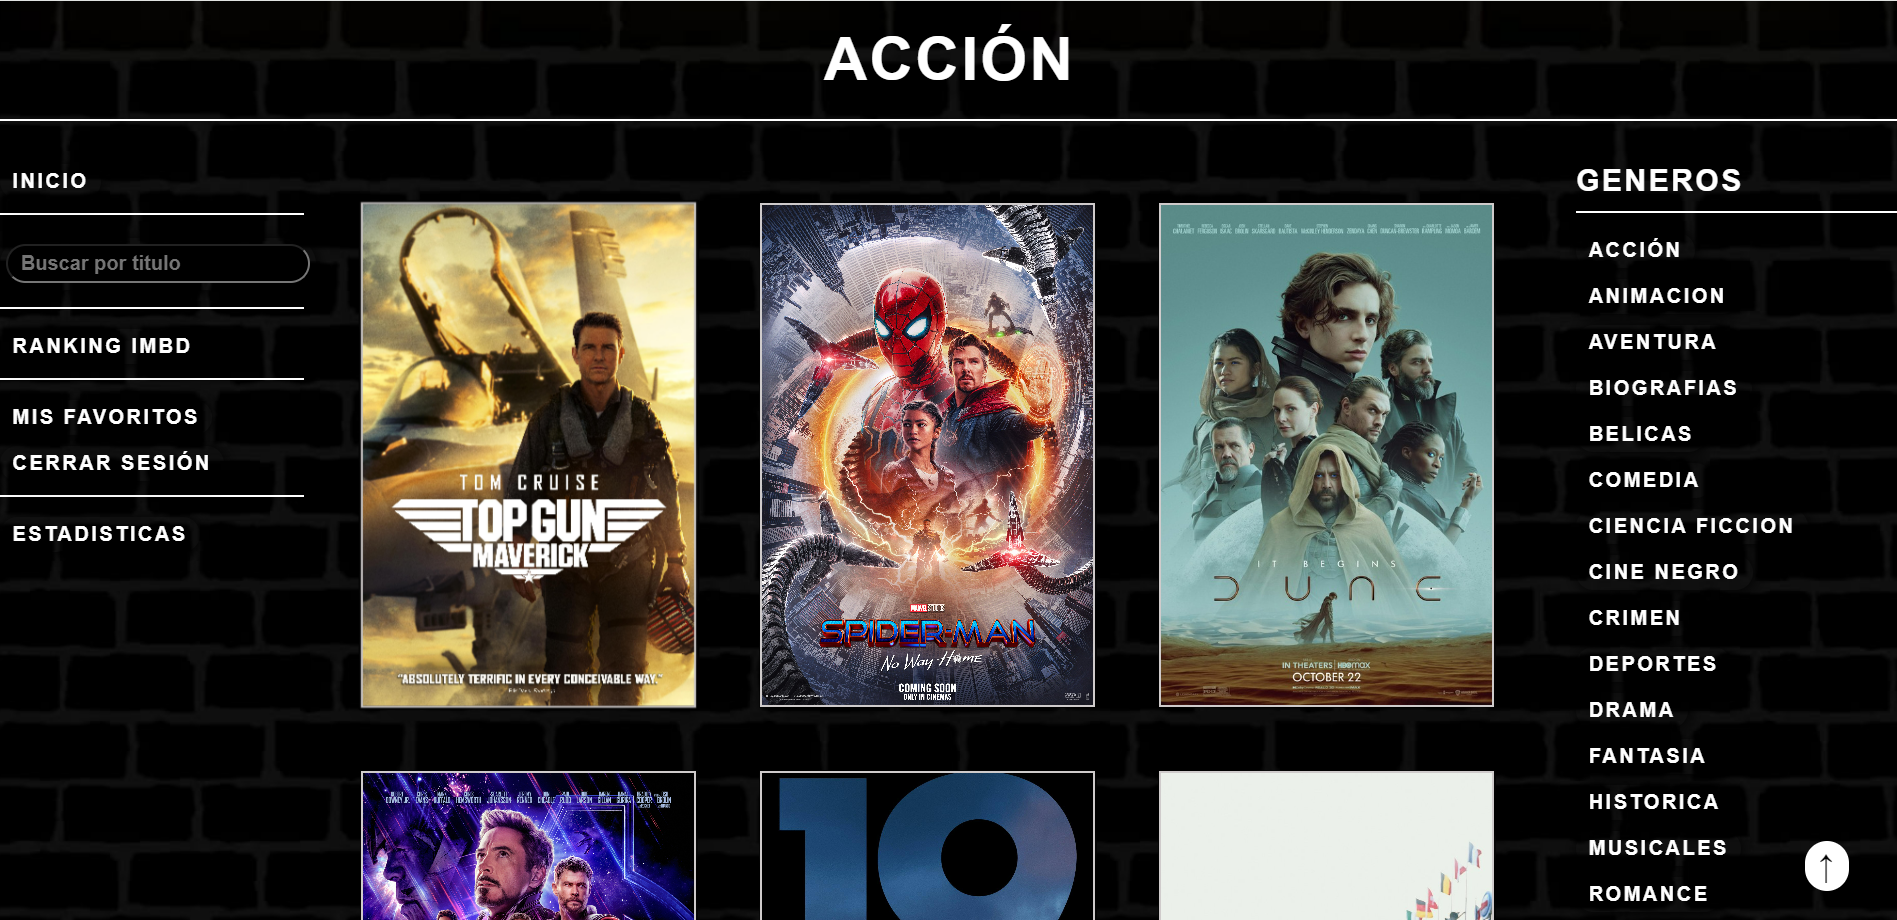 ACCIÓN
INICIO
Buscar por titulo
RANKING IMBD
MIS FAVORITOS
CERRAR SESIÓN
ESTADISTICAS
TOM CRUISE
TOP GUN
MAVERICK
"ABSOLUTELY TERRIFIC IN EVERY CONCEIVABLE WAY."
MARVEL STUDIOS
SPIDER-MAN
No Way Home
COMING SOON
ONLY IN CINEMAS
IT BEGINS
DUNE
IN THEATERS | HBOMAX
OCTOBER 22
10
GENEROS
ACCIÓN
ANIMACION
AVENTURA
BIOGRAFIAS
BELICAS
COMEDIA
CIENCIA FICCION
CINE NEGRO
CRIMEN
DEPORTES
DRAMA
FANTASIA
HISTORICA
MUSICALES
ROMANCE